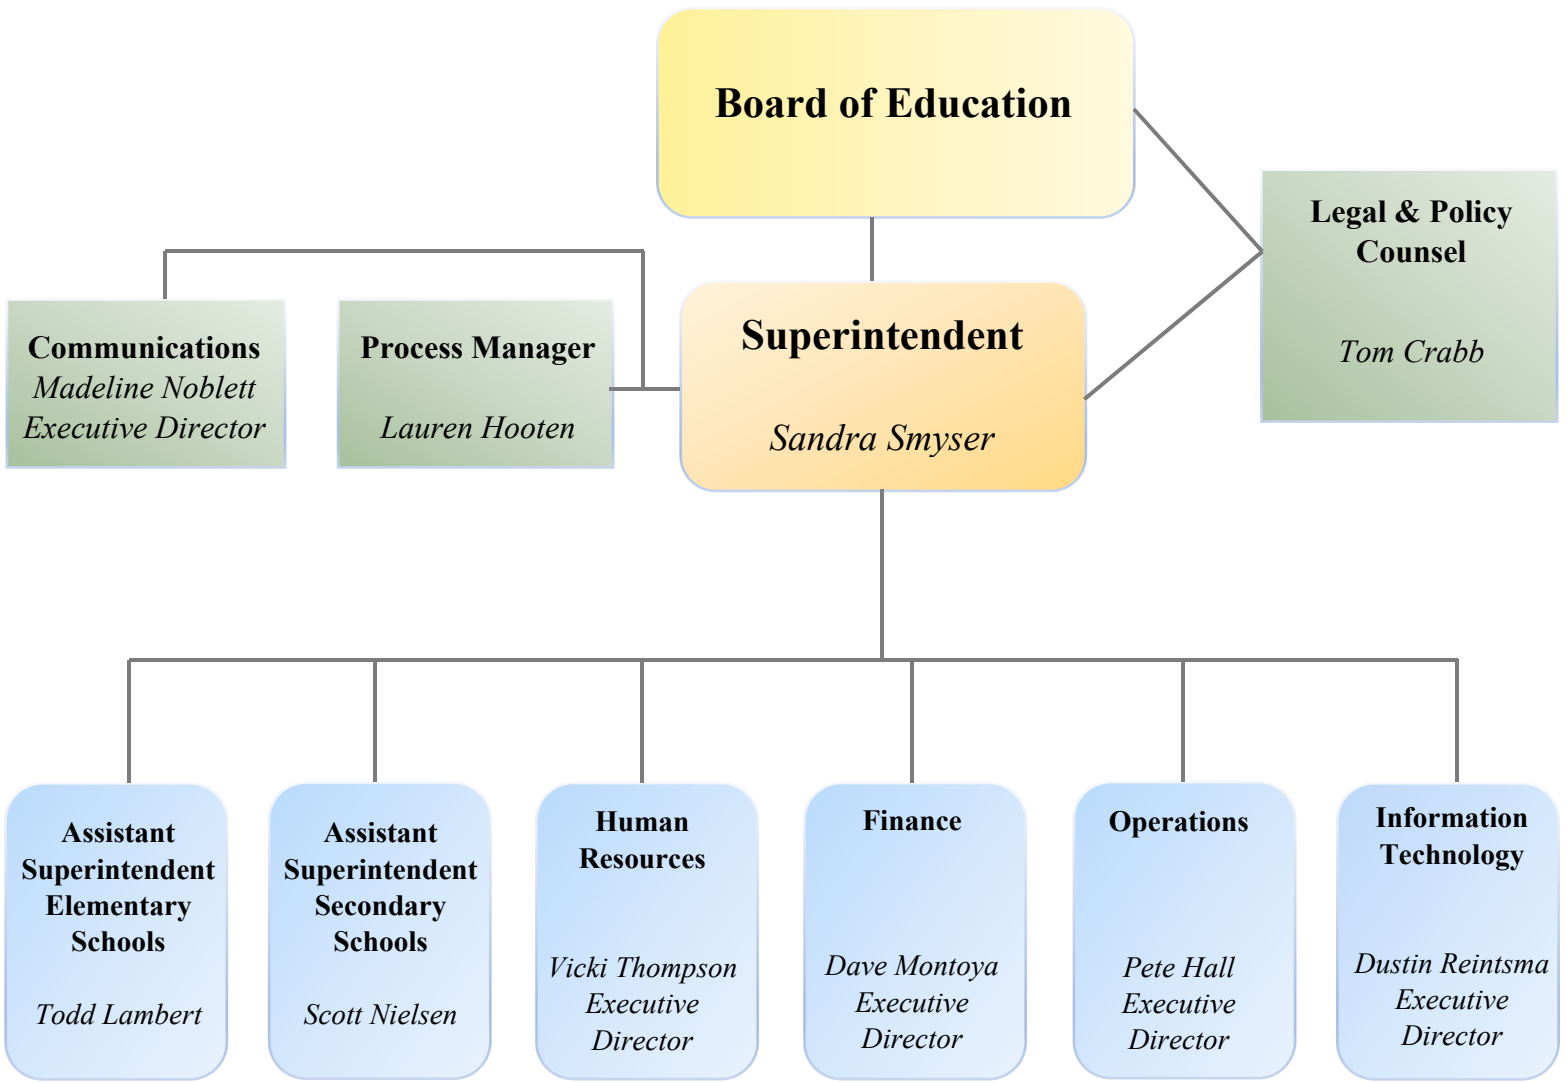 Board of Education
Legal & Policy
Counsel
Tom Crabb
Communications
Madeline Noblett
Executive Director
Process Manager
Lauren Hooten
Superintendent
Sandra Smyser
Assistant
Superintendent
Elementary
Schools
Todd Lambert
Assistant
Superintendent
Secondary
Schools
Scott Nielsen
Human
Resources
Vicki Thompson
Executive
Director
Finance
Dave Montoya
Executive
Director
Operations
Pete Hall
Executive
Director
Information
Technology
Dustin Reintsma
Executive
Director